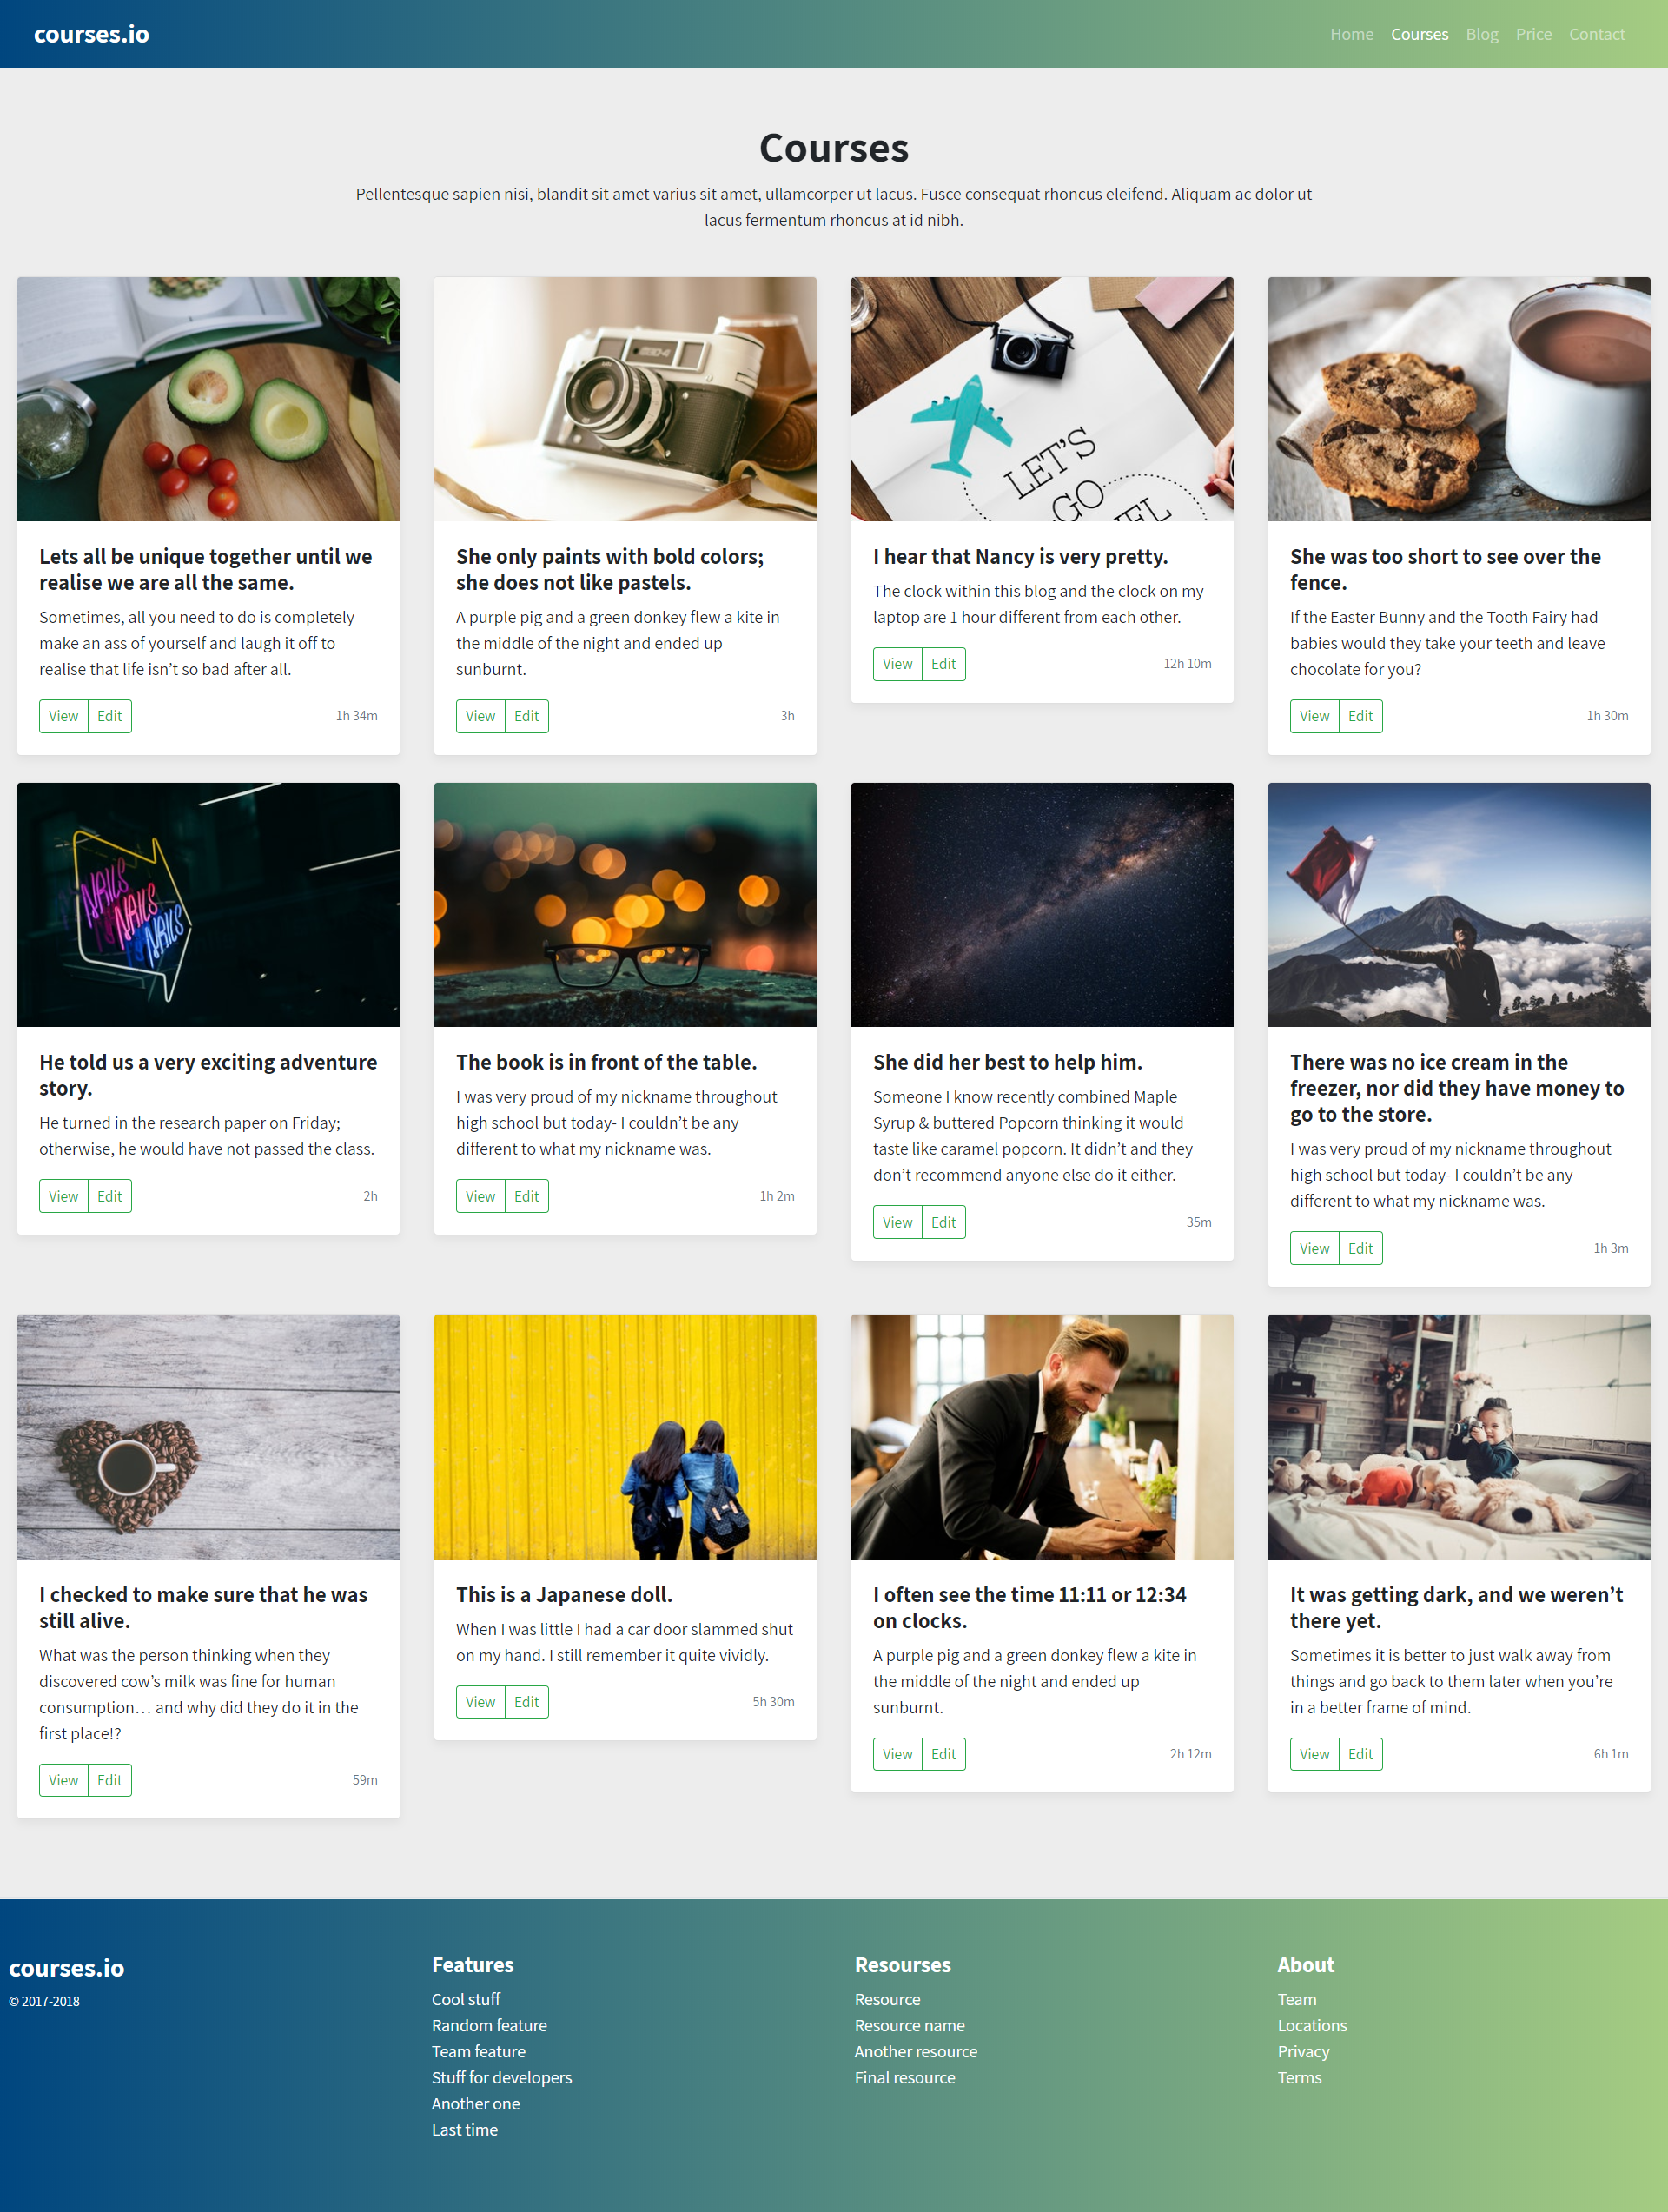 courses.io
Home Courses Blog Price Contact
Courses
Pellentesque sapien nisi, blandit sit amet varius sit amet, ullamcorper ut lacus. Fusce consequat rhoncus eleifend. Aliquam ac dolor ut
lacus fermentum rhoncus at id nibh.
Lets all be unique together until we
realise we are all the same.
Sometimes, all you need to do is completely
make an ass of yourself and laugh it off to
realise that life isn’t so bad after all.
View Edit 1h 34m
She only paints with bold colors;
she does not like pastels.
A purple pig and a green donkey flew a kite in
the middle of the night and ended up
sunburnt.
View Edit 3h
LET'S
GO
EL
I hear that Nancy is very pretty.
The clock within this blog and the clock on my
laptop are 1 hour different from each other.
View Edit 12h 10m
She was too short to see over the
fence.
If the Easter Bunny and the Tooth Fairy had
babies would they take your teeth and leave
chocolate for you?
View Edit 1h 30m
NAILS
NAILS
NAILS
He told us a very exciting adventure
story.
He turned in the research paper on Friday;
otherwise, he would have not passed the class.
View Edit 2h
The book is in front of the table.
I was very proud of my nickname throughout
high school but today- I couldn’t be any
different to what my nickname was.
View Edit 1h 2m
She did her best to help him.
Someone I know recently combined Maple
Syrup & buttered Popcorn thinking it would
taste like caramel popcorn. It didn’t and they
don’t recommend anyone else do it either.
View Edit 35m
There was no ice cream in the
freezer, nor did they have money to
go to the store.
I was very proud of my nickname throughout
high school but today- I couldn’t be any
different to what my nickname was.
View Edit 1h 3m
I checked to make sure that he was
still alive.
What was the person thinking when they
discovered cow’s milk was fine for human
consumption… and why did they do it in the
first place!?
View Edit 59m
This is a Japanese doll.
When I was little I had a car door slammed shut
on my hand. I still remember it quite vividly.
View Edit 5h 30m
I often see the time 11:11 or 12:34
on clocks.
A purple pig and a green donkey flew a kite in
the middle of the night and ended up
sunburnt.
View Edit 2h 12m
It was getting dark, and we weren’t
there yet.
Sometimes it is better to just walk away from
things and go back to them later when you’re
in a better frame of mind.
View Edit 6h 1m
courses.io
© 2017-2018
Features
Cool stuff
Random feature
Team feature
Stuff for developers
Another one
Last time
Resourses
Resource
Resource name
Another resource
Final resource
About
Team
Locations
Privacy
Terms